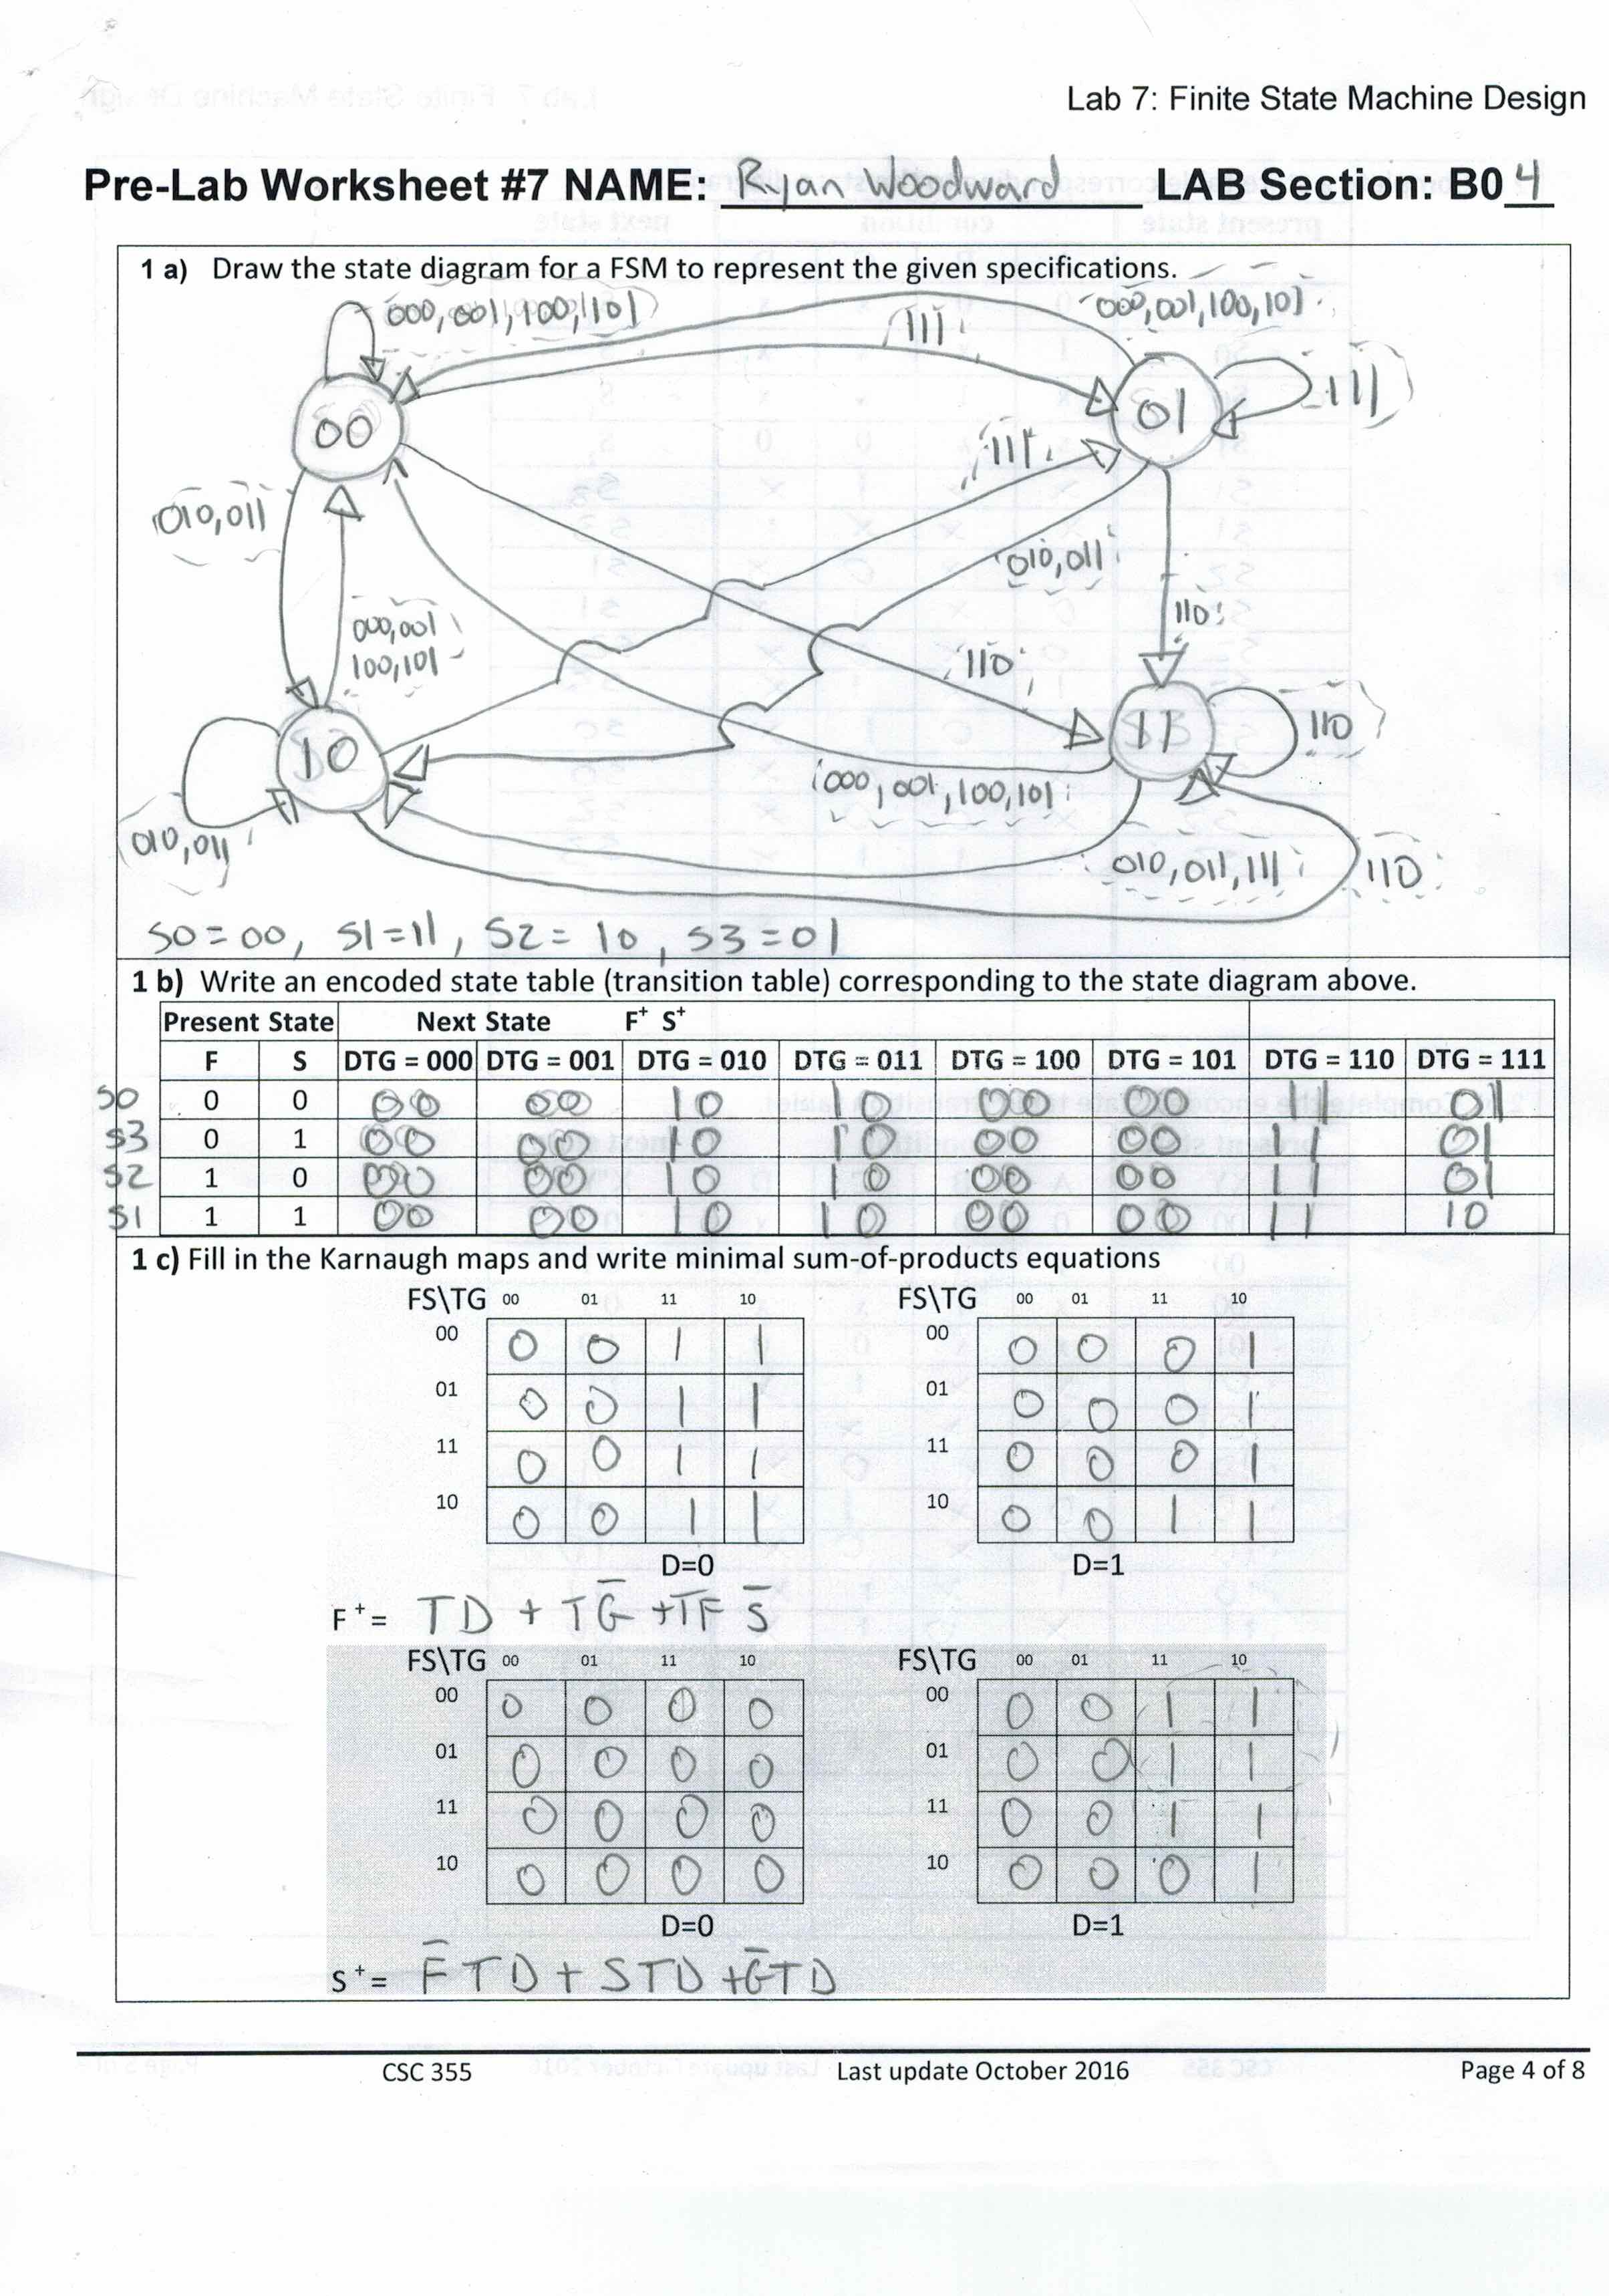 Lab 7: Finite State Machine Design
Pre-Lab Worksheet #7 NAME: Ryan Woodward LAB Section: B04
1 a) Draw the state diagram for a FSM to represent the given specifications.
000,001,100,101
111
000,001,100,101
00
01
111
111
010,011
010,011
000,001
100,101
110
110
10
11
110
000,001,100,101
010,011
010,011,111
110
S0=00, S1=11, S2=10, S3=01
1 b) Write an encoded state table (transition table) corresponding to the state diagram above.
Present State Next State F+ S+
F S DTG = 000 DTG = 001 DTG = 010 DTG = 011 DTG = 100 DTG = 101 DTG = 110 DTG = 111
S0 0 0 00 00 10 10 00 00 11 01
S3 0 1 00 00 10 10 00 00 11 01
S2 1 0 00 00 10 10 00 00 11 01
S1 1 1 00 00 10 10 00 00 11 10
1 c) Fill in the Karnaugh maps and write minimal sum-of-products equations
FS\TG 00 01 11 10 FS\TG 00 01 11 10
00 0 0 1 1 00 0 0 0 1
01 0 0 1 1 01 0 0 0 1
11 0 0 1 1 11 0 0 0 1
10 0 0 1 1 10 0 0 1 1
D=0 D=1
F+= TD + TG̅ + TF S̅
FS\TG 00 01 11 10 FS\TG 00 01 11 10
00 0 0 0 0 00 0 0 1 1
01 0 0 0 0 01 0 0 1 1
11 0 0 0 0 11 0 0 1 1
10 0 0 0 0 10 0 0 0 1
D=0 D=1
S+= F̅TD + STD + G̅TD
CSC 355 Last update October 2016 Page 4 of 8